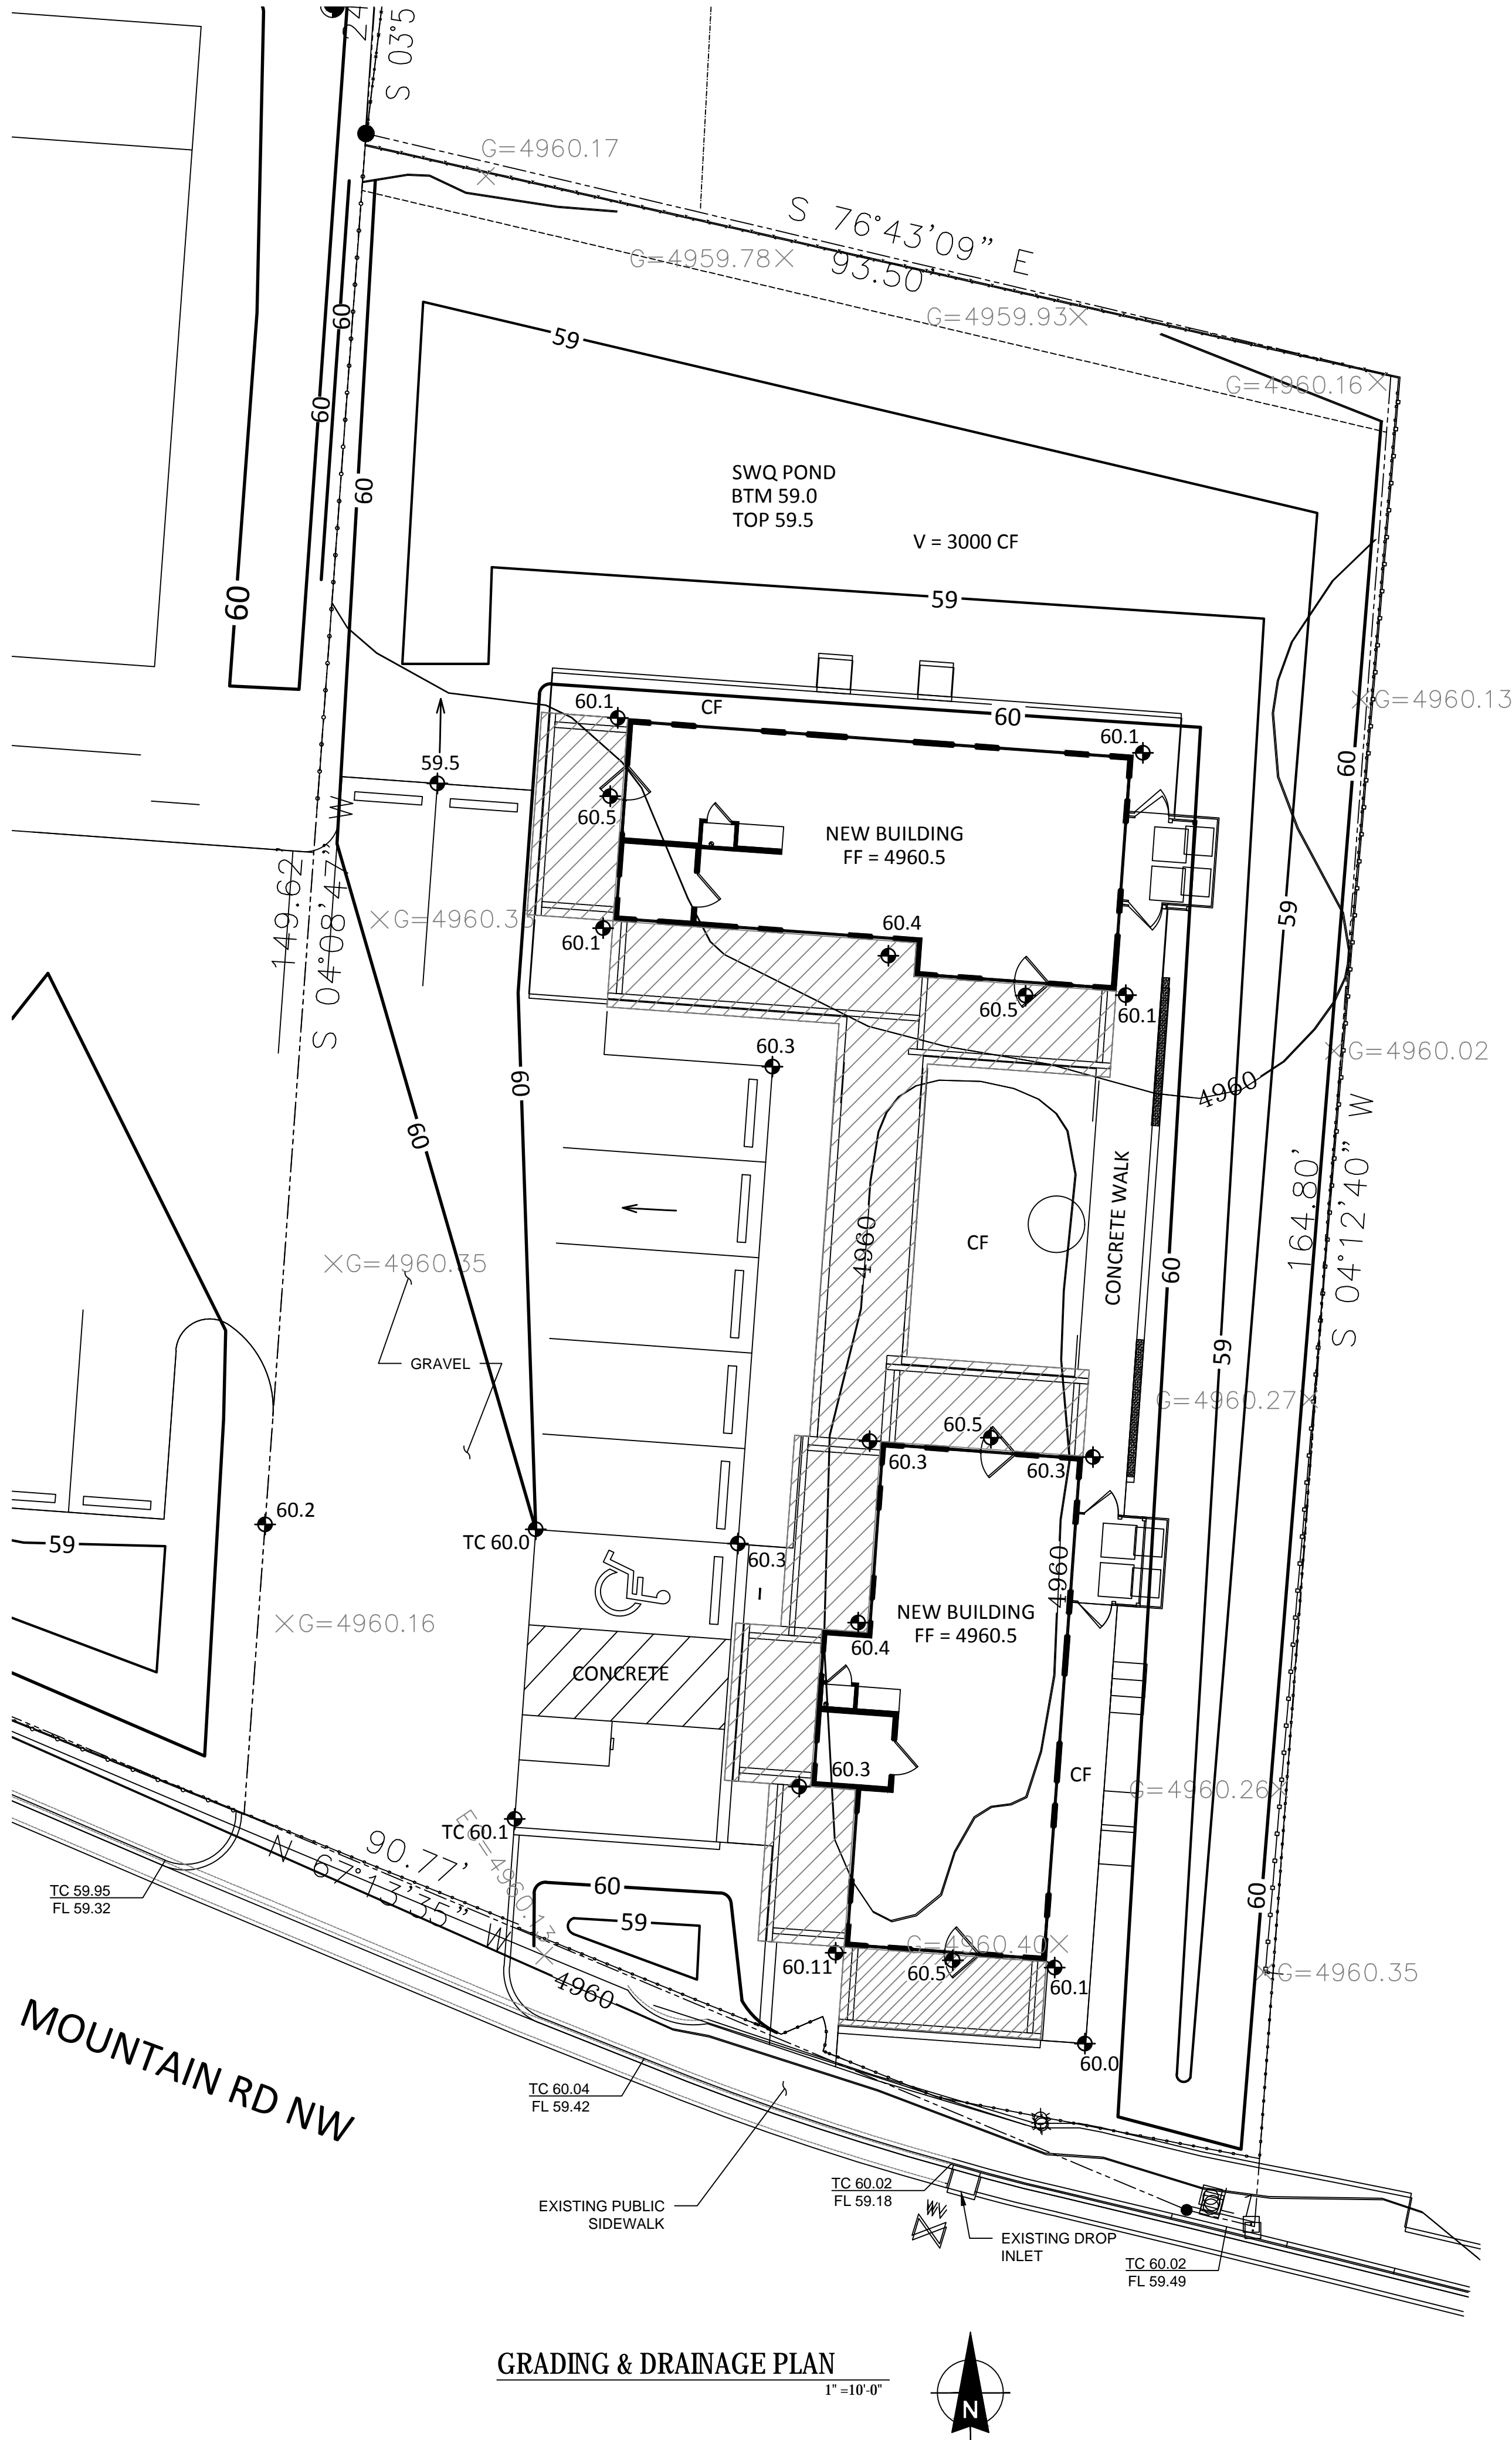 24
S 03°5
G=4960.17
S 76°43'09" E
93.50'
G=4959.78
G=4959.93
G=4960.16
59
60
60
60
60
SWQ POND
BTM 59.0
TOP 59.5
V = 3000 CF
59
60.1
CF
60
60.1
G=4960.13
59.5
60.5
60
NEW BUILDING
FF = 4960.5
149.62'
S 04°08'47" W
G=4960.35
60.1
60.4
59
60.5
60.1
60.3
G=4960.02
60
4960
60
CONCRETE WALK
164.80'
S 04°12'40" W
4960
CF
G=4960.35
60
GRAVEL
59
G=4960.27
60.5
60.3
60.3
60.2
59
TC 60.0
60.3
4960
G=4960.16
NEW BUILDING
FF = 4960.5
60.4
CONCRETE
60.3
CF
G=4960.26
TC 60.1
EG=4960.13
90.77'
N 67°13'35" W
TC 59.95
FL 59.32
60
59
60
G=4960.40
60.11
60.5
60.1
G=4960.35
4960
60.0
MOUNTAIN RD NW
TC 60.04
FL 59.42
TC 60.02
FL 59.18
EXISTING PUBLIC
SIDEWALK
EXISTING DROP
INLET
TC 60.02
FL 59.49
GRADING & DRAINAGE PLAN
1" =10'-0"
N